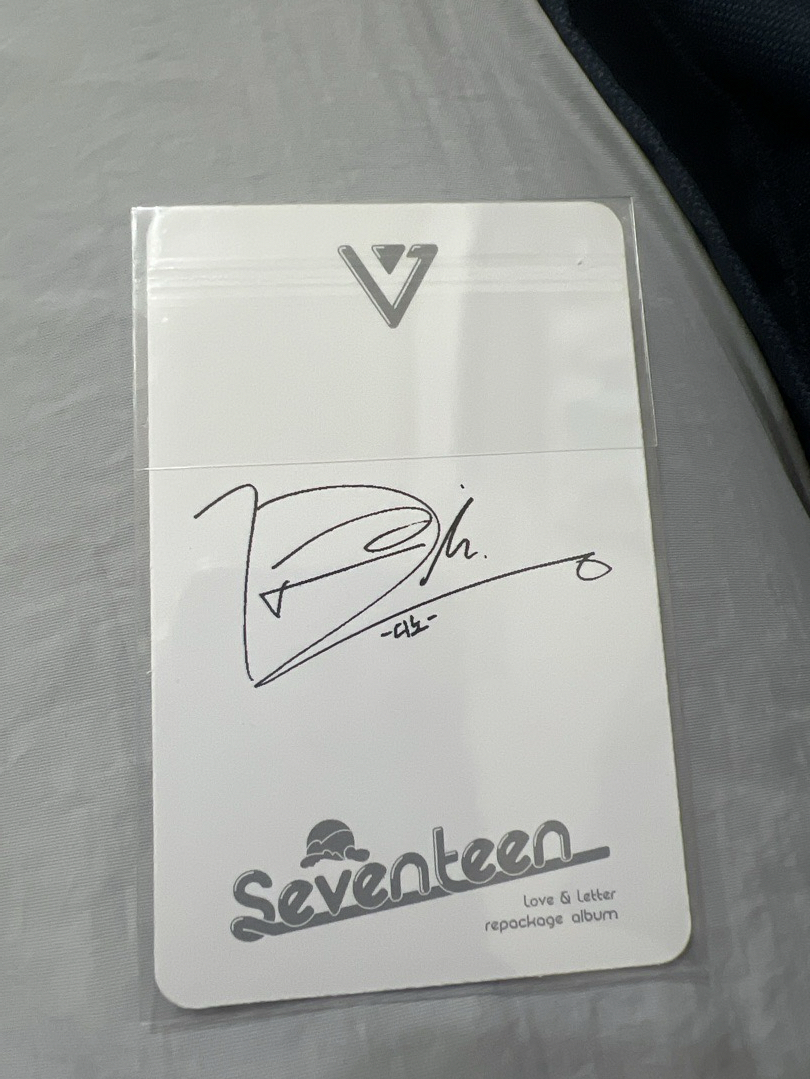 -디노-
Seventeen
Love & Letter
repackage album